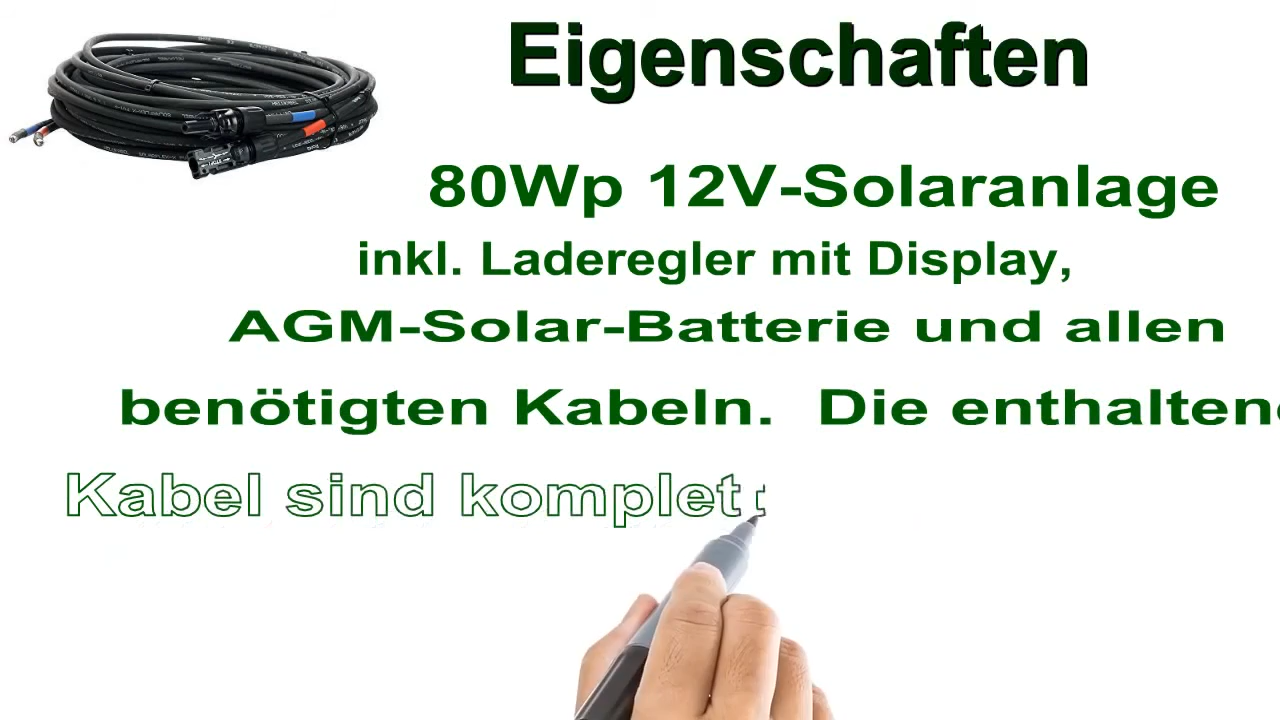 Eigenschaften
80Wp 12V-Solaranlage
inkl. Laderegler mit Display,
AGM-Solar-Batterie und allen
benötigten Kabeln. Die enthaltene
Kabel sind komplet